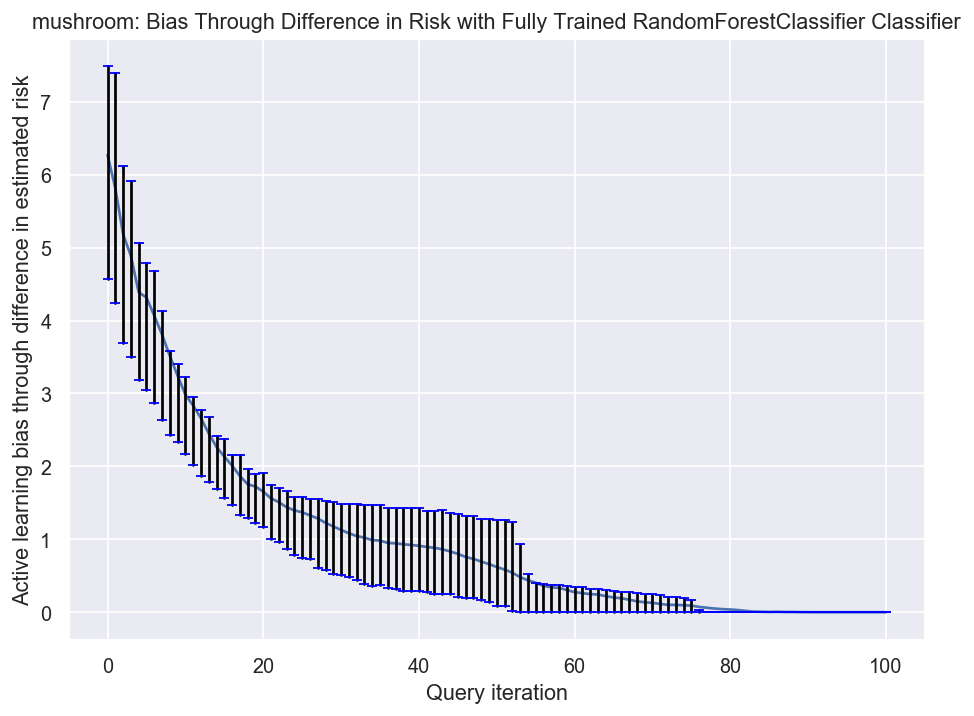 mushroom: Bias Through Difference in Risk with Fully Trained RandomForestClassifier Classifier
Active learning bias through difference in estimated risk
7
6
5
4
3
2
1
0
0 20 40 60 80 100
Query iteration